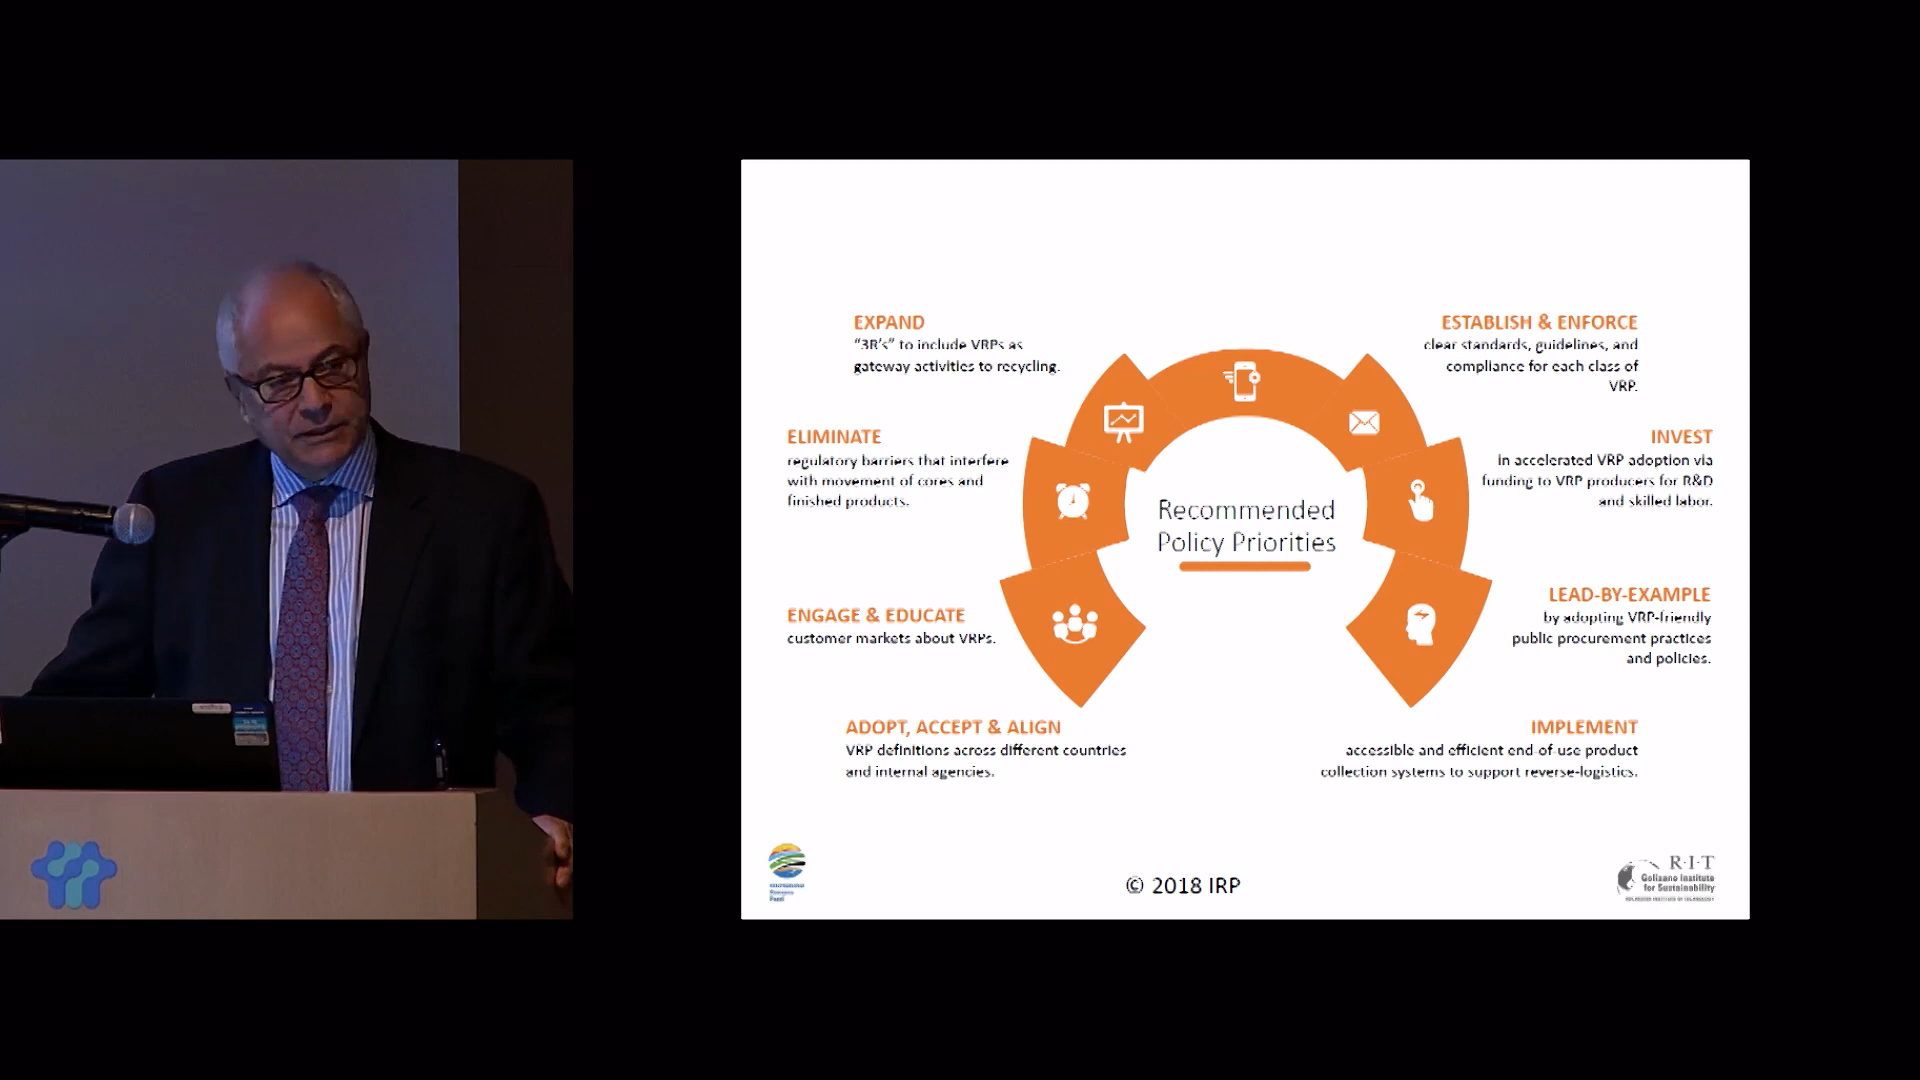 EXPAND
"3R's" to include VRPs as
gateway activities to recycling.
ELIMINATE
regulatory barriers that interfere
with movement of cores and
finished products.
ENGAGE & EDUCATE
customer markets about VRPs.
ADOPT, ACCEPT & ALIGN
VRP definitions across different countries
and internal agencies.
Recommended
Policy Priorities
ESTABLISH & ENFORCE
clear standards, guidelines, and
compliance for each class of
VRP.
INVEST
in accelerated VRP adoption via
funding to VRP producers for R&D
and skilled labor.
LEAD-BY-EXAMPLE
by adopting VRP-friendly
public procurement practices
and policies.
IMPLEMENT
accessible and efficient end-of-use product
collection systems to support reverse-logistics.
© 2018 IRP
R·I·T
Golisano Institute
for Sustainability